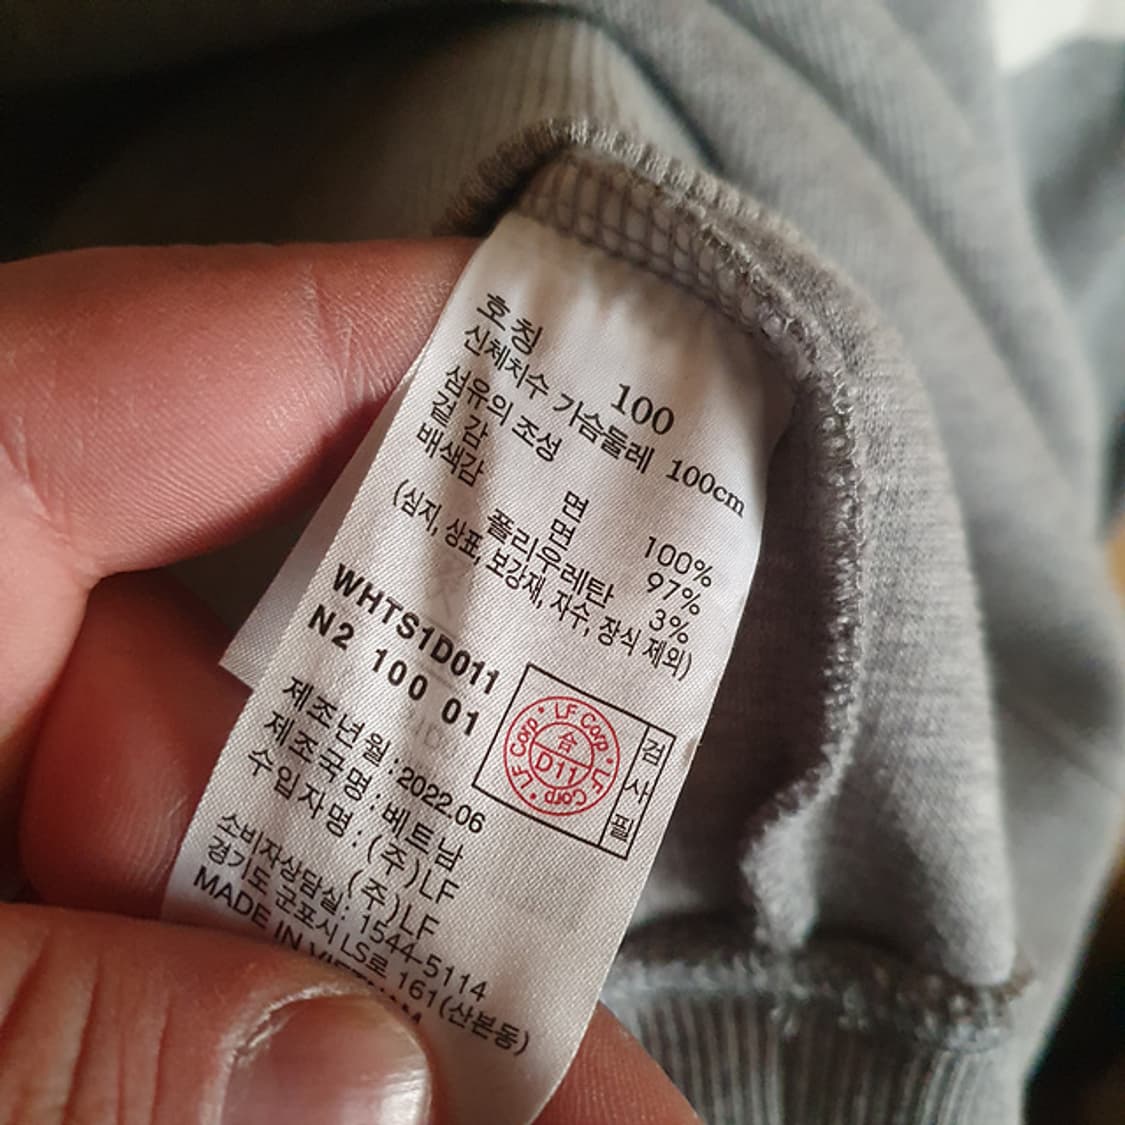 호칭 100
신체치수 가슴둘레 100cm
섬유의 조성
겉 감 면 100%
배색감 면 97%
폴리우레탄 3%
(심지, 상표, 보강재, 자수, 장식 제외)
WHTS1D011
N2 100 01
LF Corp • LF Corp • LF Corp •
合
D11
검사필
제조년월 : 2022.06
제조국명 : 베트남
수입자명 : (주)LF
(주)LF
소비자상담실: 1544-5114
경기도 군포시 LS로 161(산본동)
MADE IN VIETNAM